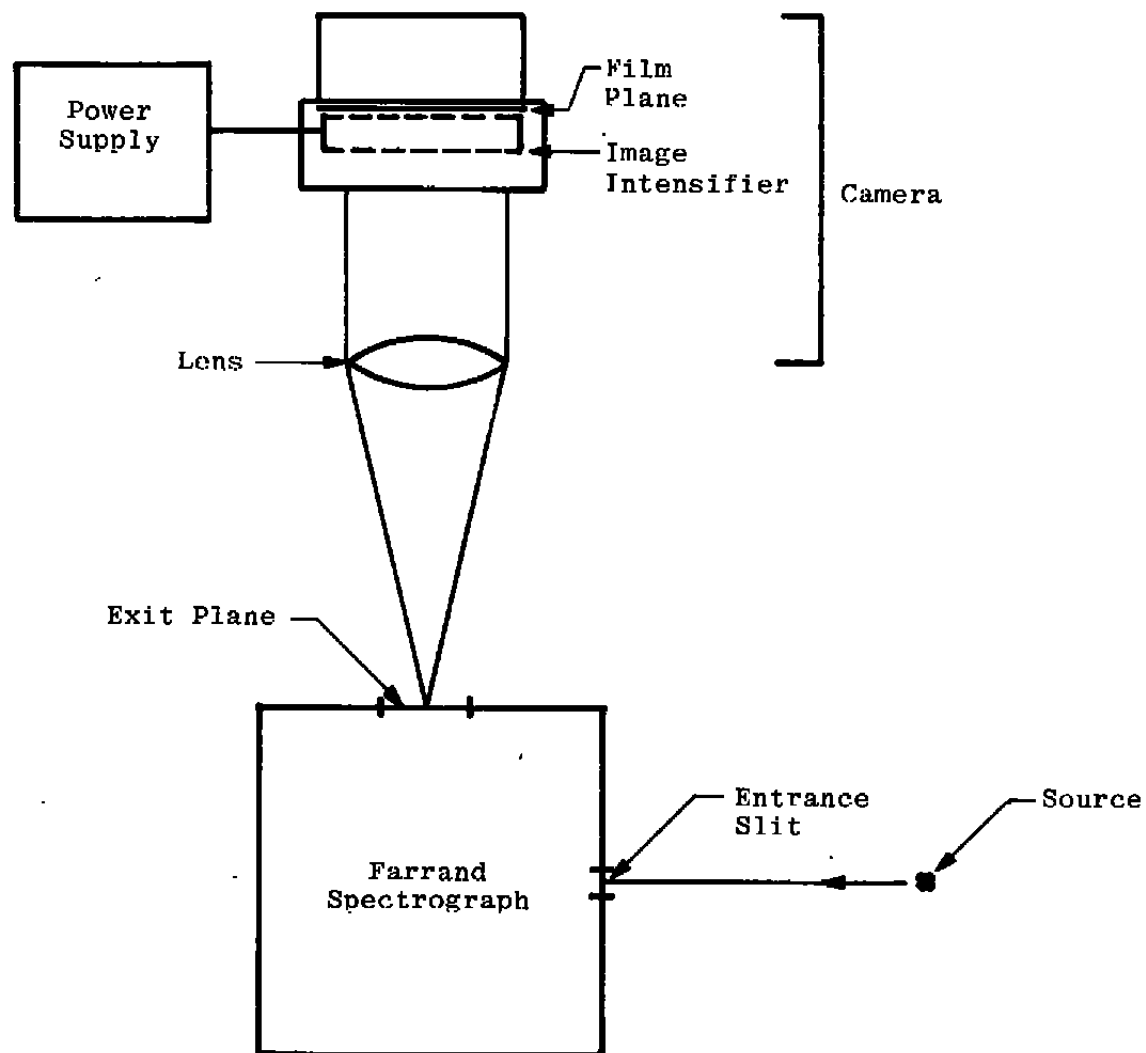 Film
Plane
Power
Supply
Image
Intensifier
Camera
Lens
Exit Plane
Entrance
Slit
Source
Farrand
Spectrograph